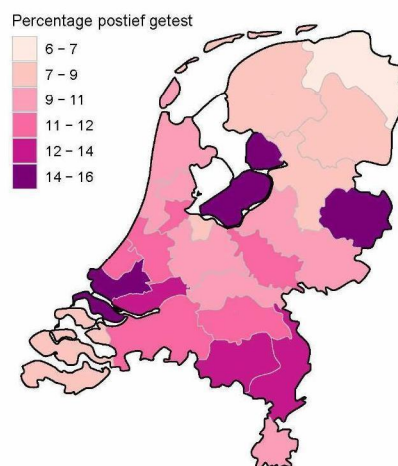 Percentage postief getest
6 – 7
7 – 9
9 – 11
11 – 12
12 – 14
14 – 16